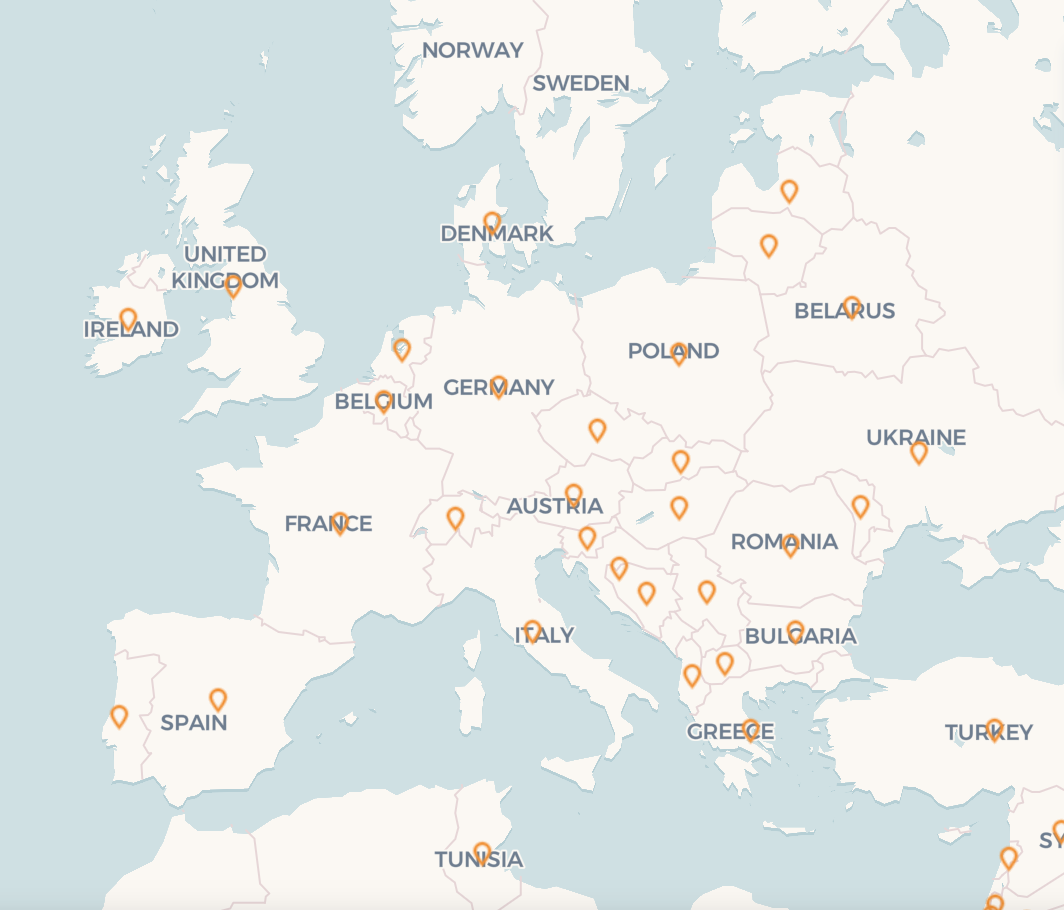 NORWAY
SWEDEN
DENMARK
UNITED
KINGDOM
BELARUS
IRELAND
POLAND
GERMANY
BELGIUM
UKRAINE
AUSTRIA
FRANCE
ROMANIA
ITALY
BULGARIA
SPAIN
GREECE
TURKEY
SY
TUNISIA